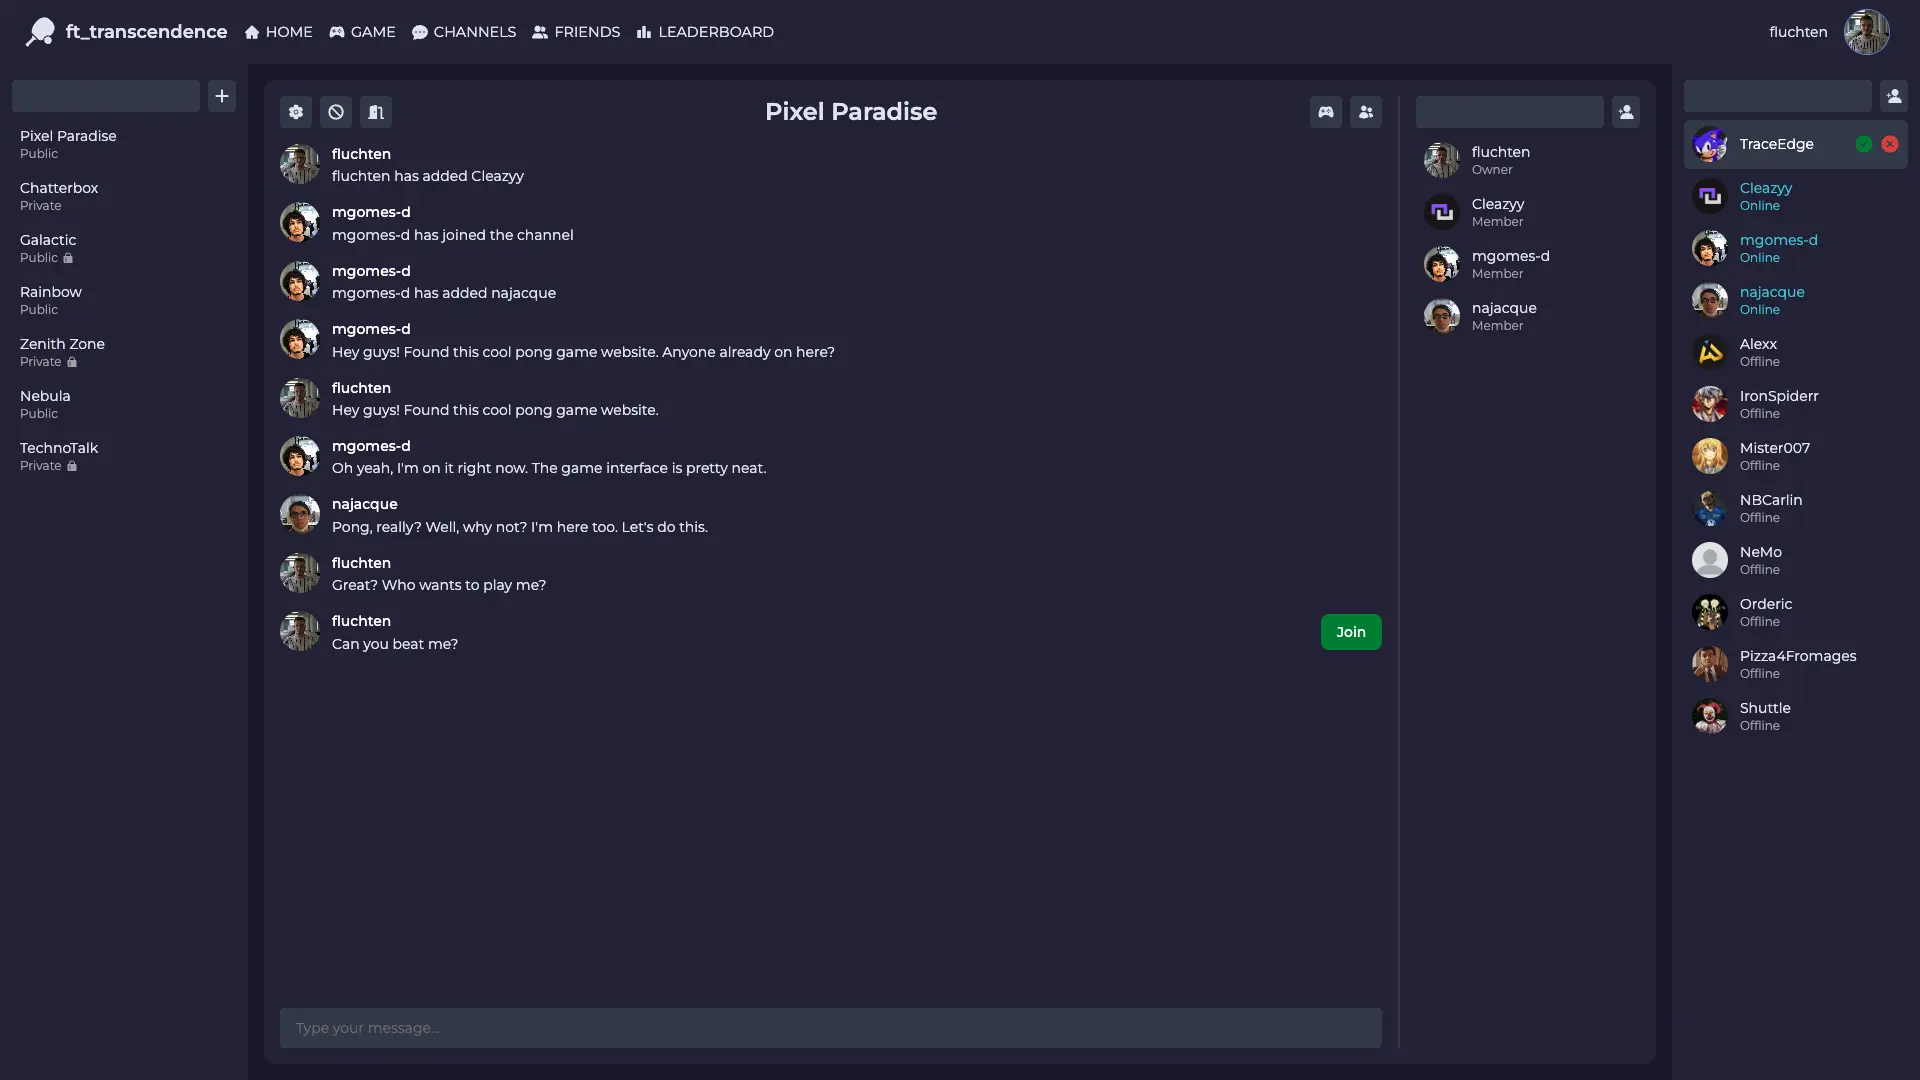 ft_transcendence HOME GAME CHANNELS FRIENDS LEADERBOARD fluchten
Pixel Paradise
Public
Chatterbox
Private
Galactic
Public
Rainbow
Public
Zenith Zone
Private
Nebula
Public
TechnoTalk
Private
Pixel Paradise
fluchten
fluchten has added Cleazyy
mgomes-d
mgomes-d has joined the channel
mgomes-d
mgomes-d has added najacque
mgomes-d
Hey guys! Found this cool pong game website. Anyone already on here?
fluchten
Hey guys! Found this cool pong game website.
mgomes-d
Oh yeah, I'm on it right now. The game interface is pretty neat.
najacque
Pong, really? Well, why not? I'm here too. Let's do this.
fluchten
Great? Who wants to play me?
fluchten
Can you beat me?
Join
Type your message...
fluchten
Owner
Cleazyy
Member
mgomes-d
Member
najacque
Member
TraceEdge
Cleazyy
Online
mgomes-d
Online
najacque
Online
Alexx
Offline
IronSpiderr
Offline
Mister007
Offline
NBCarlin
Offline
NeMo
Offline
Orderic
Offline
Pizza4Fromages
Offline
Shuttle
Offline